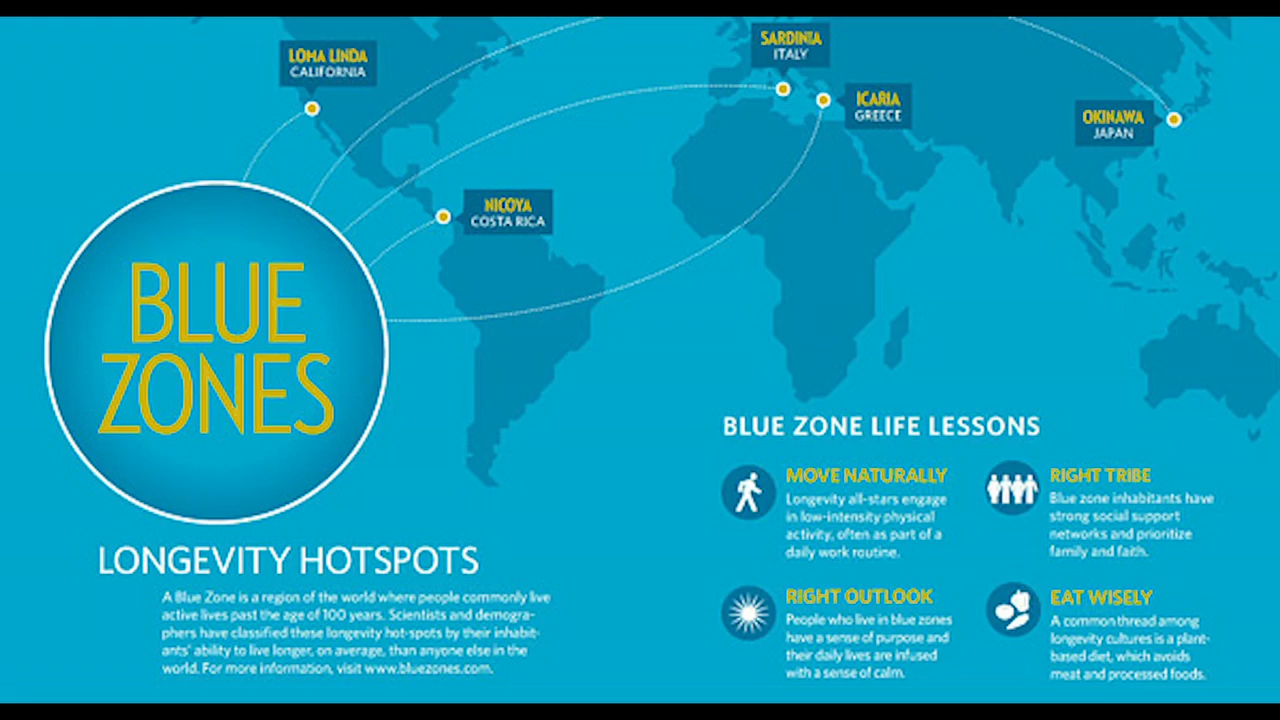 LOMA LINDA
CALIFORNIA
SARDINIA
ITALY
ICARIA
GREECE
OKINAWA
JAPAN
NICOYA
COSTA RICA
BLUE
ZONES
LONGEVITY HOTSPOTS
A Blue Zone is a region of the world where people commonly live
active lives past the age of 100 years. Scientists and demogra-
phers have classified these longevity hot-spots by their inhabit-
ants' ability to live longer, on average, than anyone else in the
world. For more information, visit www.bluezones.com.
BLUE ZONE LIFE LESSONS
MOVE NATURALLY
Longevity all-stars engage
in low-intensity physical
activity, often as part of a
daily work routine.
RIGHT TRIBE
Blue zone inhabitants have
strong social support
networks and prioritize
family and faith.
RIGHT OUTLOOK
People who live in blue zones
have a sense of purpose and
their daily lives are infused
with a sense of calm.
EAT WISELY
A common thread among
longevity cultures is a plant-
based diet, which avoids
meat and processed foods.